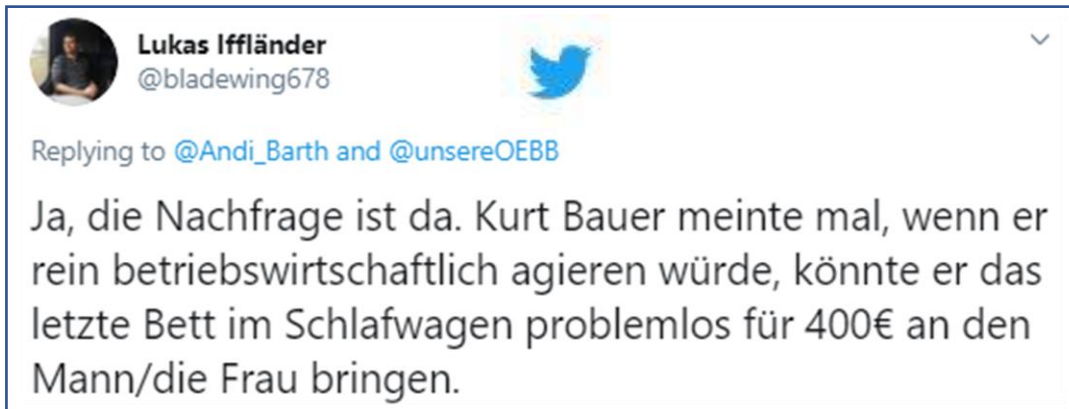 Lukas Iffländer
@bladewing678
Replying to @Andi_Barth and @unsereOEBB
Ja, die Nachfrage ist da. Kurt Bauer meinte mal, wenn er
rein betriebswirtschaftlich agieren würde, könnte er das
letzte Bett im Schlafwagen problemlos für 400€ an den
Mann/die Frau bringen.